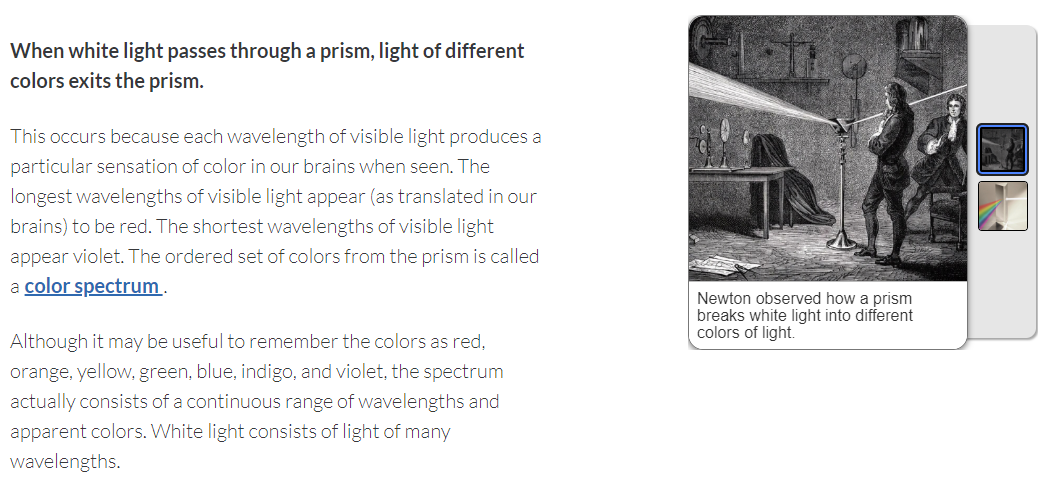 When white light passes through a prism, light of different
colors exits the prism.
This occurs because each wavelength of visible light produces a
particular sensation of color in our brains when seen. The
longest wavelengths of visible light appear (as translated in our
brains) to be red. The shortest wavelengths of visible light
appear violet. The ordered set of colors from the prism is called
a color spectrum .
Although it may be useful to remember the colors as red,
orange, yellow, green, blue, indigo, and violet, the spectrum
actually consists of a continuous range of wavelengths and
apparent colors. White light consists of light of many
wavelengths.
Newton observed how a prism
breaks white light into different
colors of light.